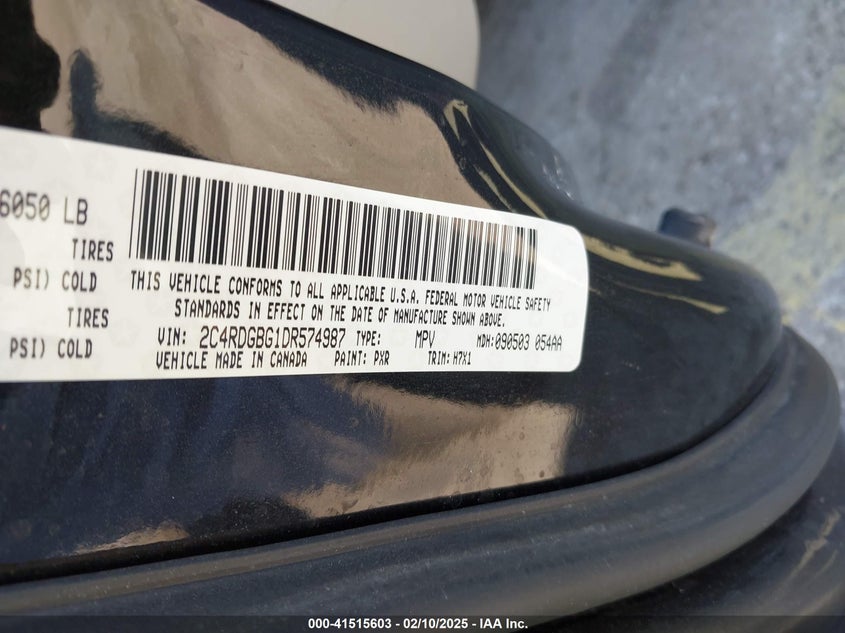 6050 LB
TIRES
PSI) COLD
TIRES
PSI) COLD
THIS VEHICLE CONFORMS TO ALL APPLICABLE U.S.A. FEDERAL MOTOR VEHICLE SAFETY
STANDARDS IN EFFECT ON THE DATE OF MANUFACTURE SHOWN ABOVE.
VIN: 2C4RDGBG1DR574987 TYPE: MPV MDH:090503 054AA
VEHICLE MADE IN CANADA PAINT: PXR TRIM: H7X1
000-41515603 — 02/10/2025 — IAA Inc.